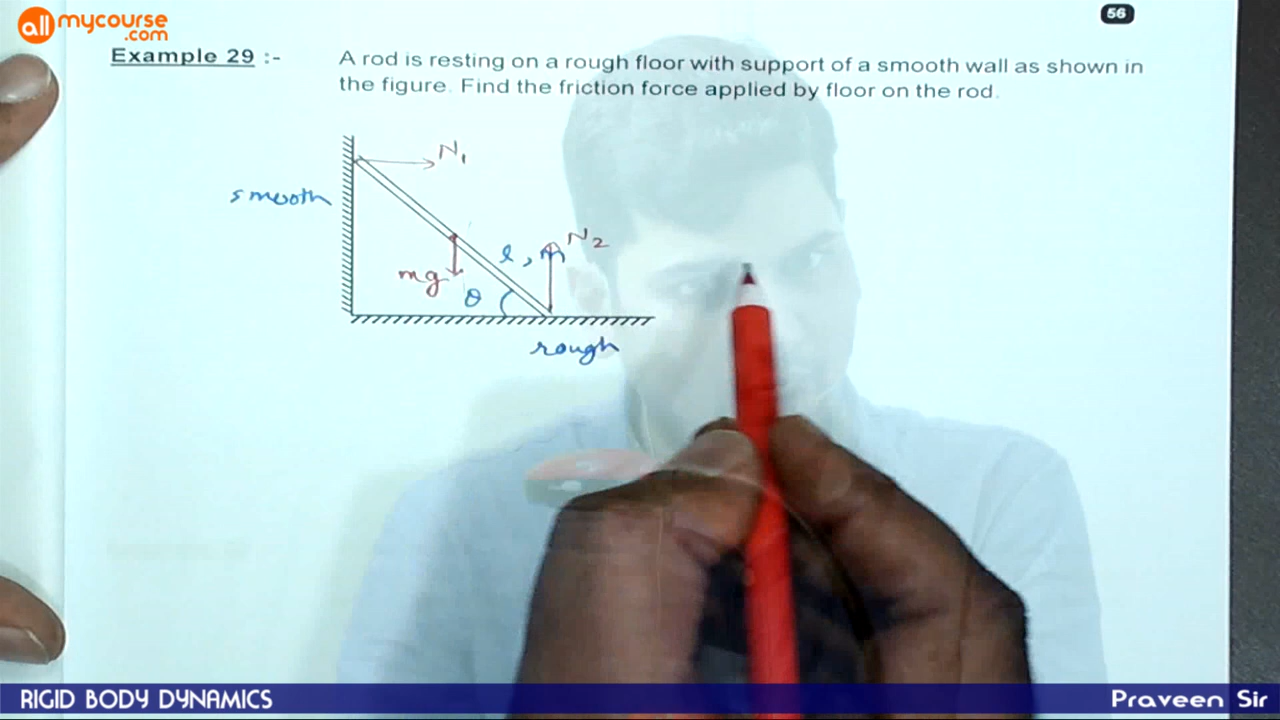 all mycourse .com
56
Example 29 :- A rod is resting on a rough floor with support of a smooth wall as shown in
the figure. Find the friction force applied by floor on the rod.
N1
smooth
N2
l, m
mg
θ
rough
RIGID BODY DYNAMICS
Praveen Sir